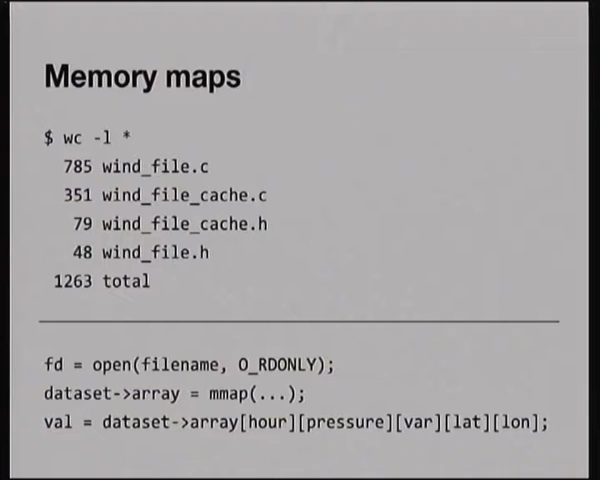 Memory maps
$ wc -l *
785 wind_file.c
351 wind_file_cache.c
79 wind_file_cache.h
48 wind_file.h
1263 total
fd = open(filename, O_RDONLY);
dataset->array = mmap(...);
val = dataset->array[hour][pressure][var][lat][lon];